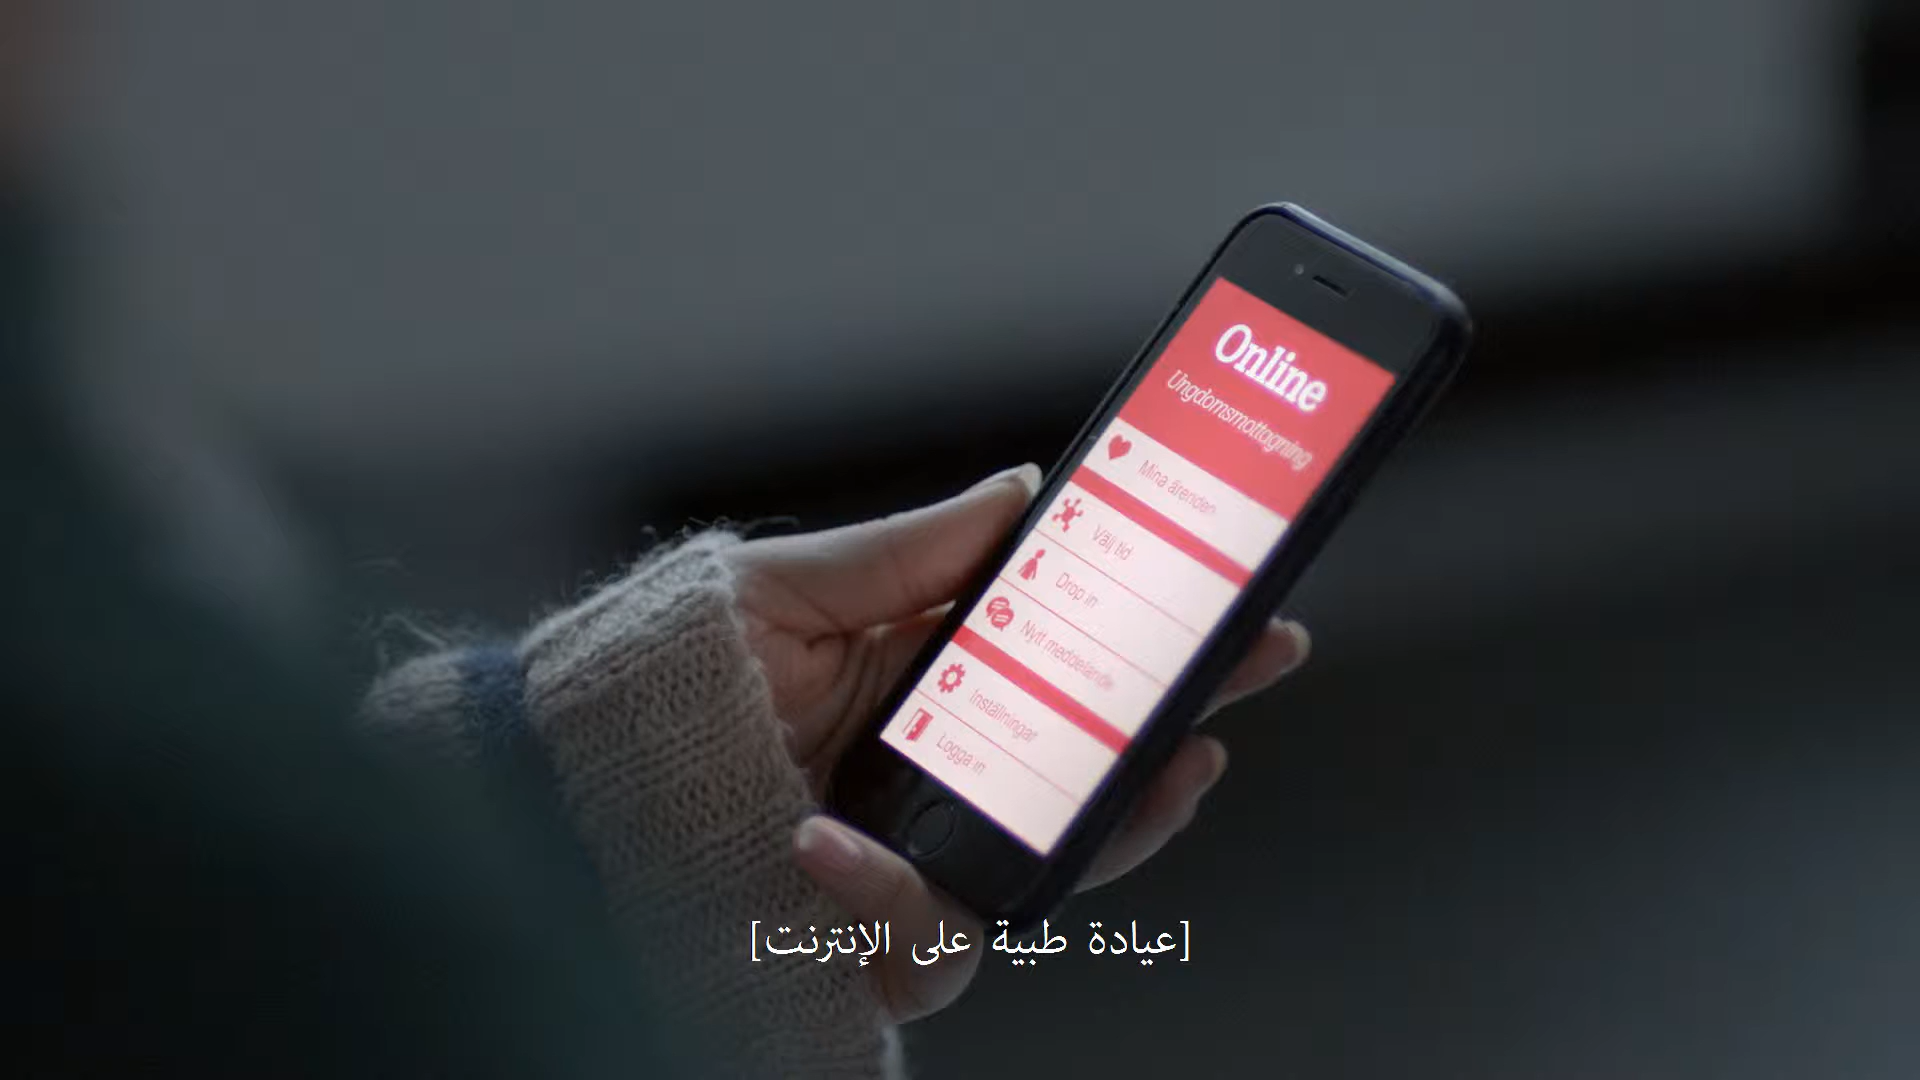 Online
Ungdomsmottagning
Mina ärenden
Välj tid
Drop in
Nytt meddelande
Inställningar
Logga in
[عيادة طبية على الإنترنت]